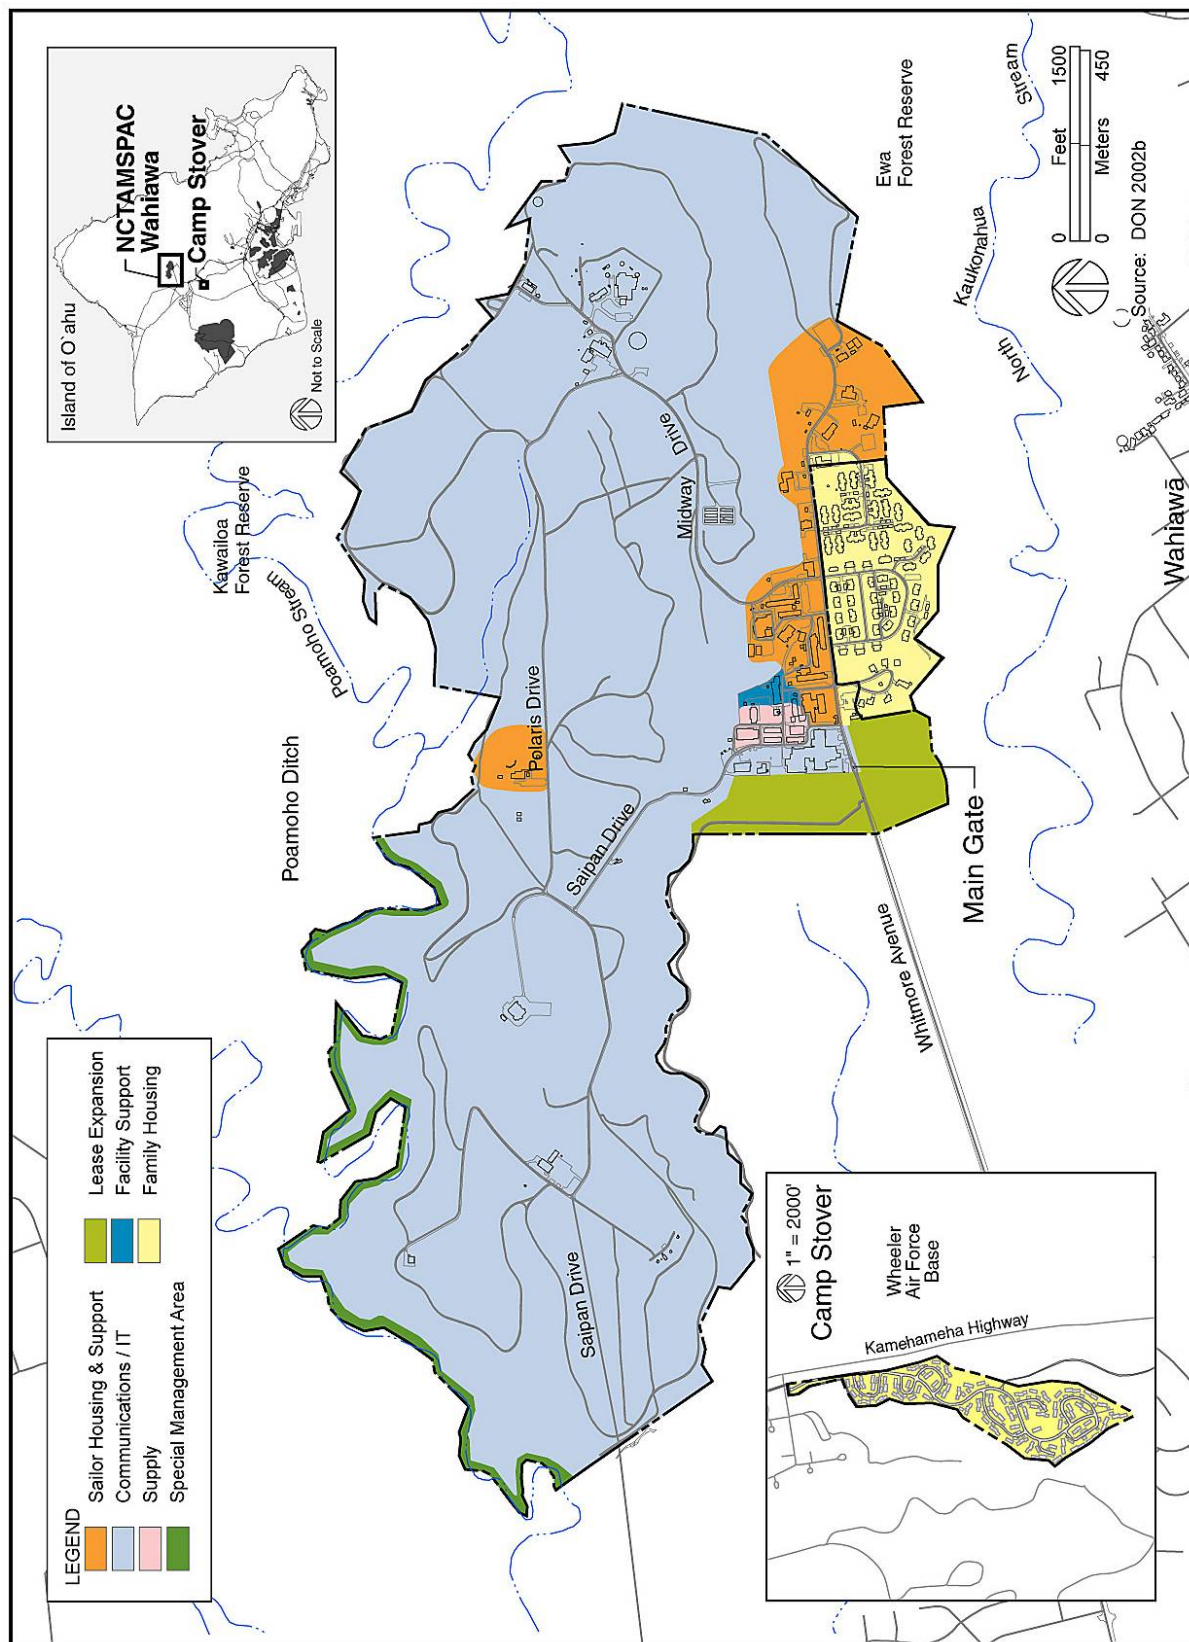 LEGEND
Sailor Housing & Support
Communications / IT
Supply
Special Management Area
Lease Expansion
Facility Support
Family Housing
Island of O`ahu
NCTAMSPAC
Wahiawa
Camp Stover
Not to Scale
Kawailoa
Forest Reserve
Poamoho Stream
Poamoho Ditch
Polaris Drive
Saipan Drive
Saipan Drive
Midway
Drive
Ewa
Forest Reserve
Main Gate
Whitmore Avenue
North
Kaukonahua
Stream
Wahiawā
0 Feet 1500
0 Meters 450
Source: DON 2002b
1" = 2000'
Camp Stover
Wheeler
Air Force
Base
Kamehameha Highway